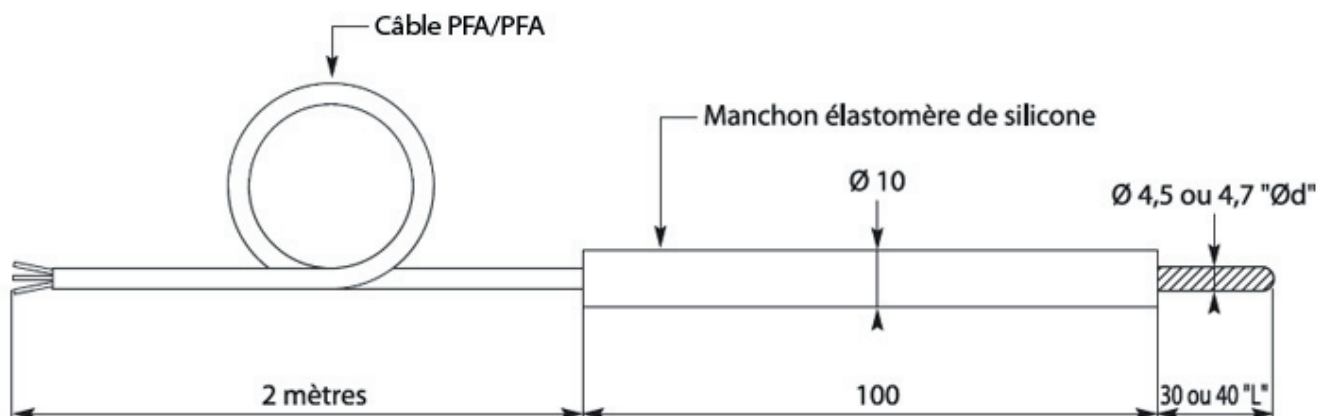 Câble PFA/PFA
Manchon élastomère de silicone
Ø 10
Ø 4,5 ou 4,7 "Ød"
2 mètres
100
30 ou 40 "L"